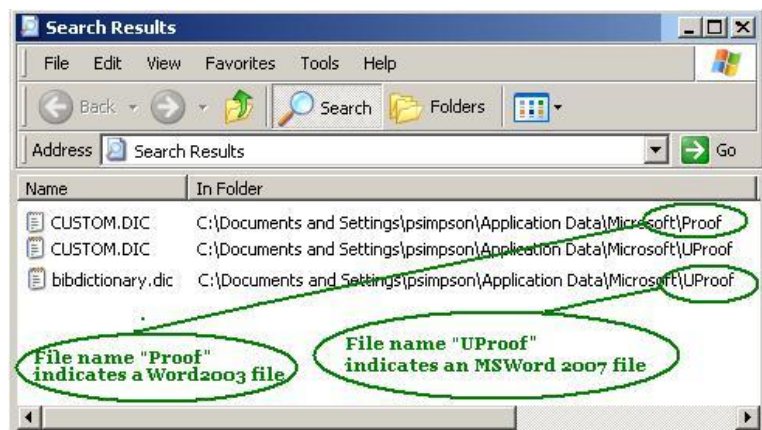 Search Results
File Edit View Favorites Tools Help
Back Search Folders
Address Search Results Go
Name In Folder
CUSTOM.DIC C:\Documents and Settings\psimpson\Application Data\Microsoft\Proof
CUSTOM.DIC C:\Documents and Settings\psimpson\Application Data\Microsoft\UProof
bibdictionary.dic C:\Documents and Settings\psimpson\Application Data\Microsoft\UProof
File name "Proof"
indicates a Word2003 file
File name "UProof"
indicates an MSWord 2007 file